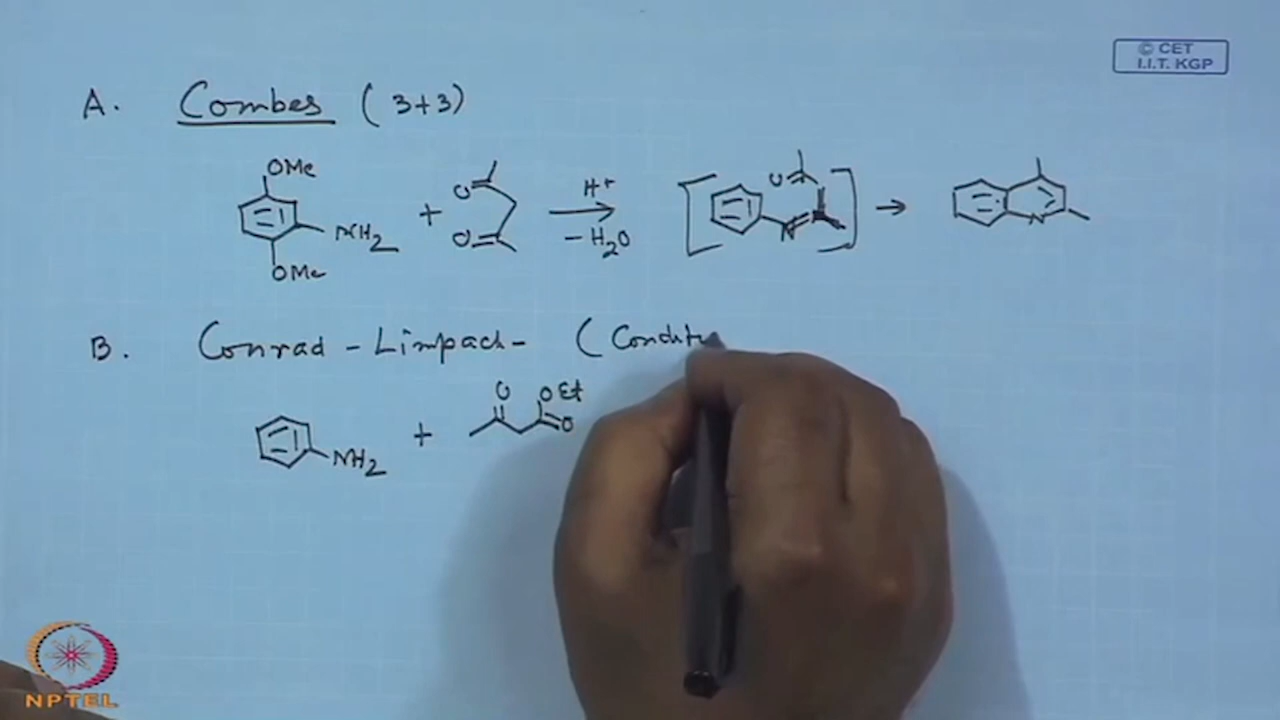 © CET
I.I.T. KGP
A. Combes (3+3)
OMe
NH2
OMe
+
O
O
H+
-H2O
O
N
N
B. Conrad-Limpach- (Condit
NH2
+
O
OEt
O
NPTEL